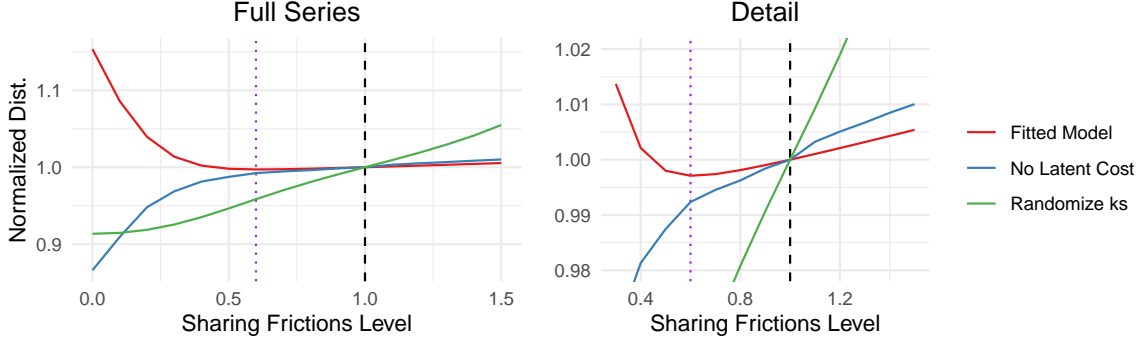 Full Series
Normalized Dist.
1.1
1.0
0.9
0.0
0.5
1.0
1.5
Sharing Frictions Level
Detail
1.02
1.01
1.00
0.99
0.98
0.4
0.8
1.2
Sharing Frictions Level
Fitted Model
No Latent Cost
Randomize ks